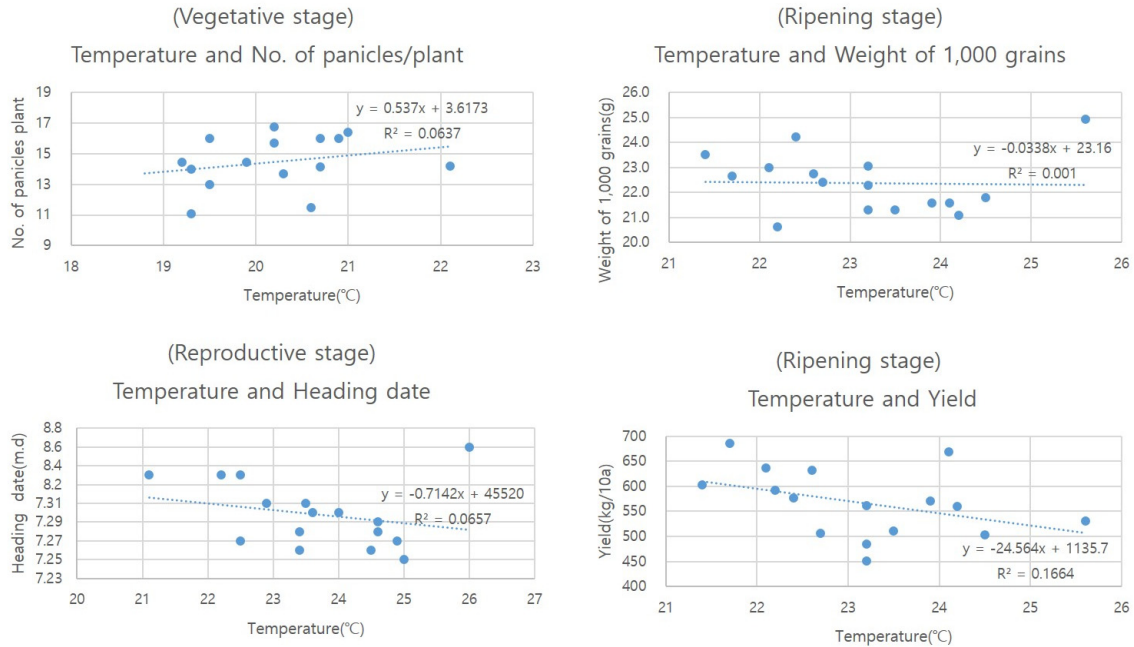 (Vegetative stage)
Temperature and No. of panicles/plant
No. of panicles plant
19
17
15
13
11
9
y = 0.537x + 3.6173
R² = 0.0637
18 19 20 21 22 23
Temperature(℃)
(Ripening stage)
Temperature and Weight of 1,000 grains
Weight of 1,000 grains(g)
26.0
25.0
24.0
23.0
22.0
21.0
20.0
y = -0.0338x + 23.16
R² = 0.001
21 22 23 24 25 26
Temperature(℃)
(Reproductive stage)
Temperature and Heading date
Heading date(m.d)
8.8
8.6
8.4
8.2
7.31
7.29
7.27
7.25
7.23
y = -0.7142x + 45520
R² = 0.0657
20 21 22 23 24 25 26 27
Temperature(℃)
(Ripening stage)
Temperature and Yield
Yield(kg/10a)
700
650
600
550
500
450
400
y = -24.564x + 1135.7
R² = 0.1664
21 22 23 24 25 26
Temperature(℃)